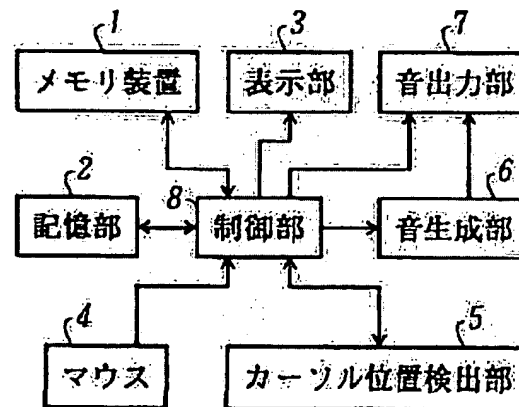 1 3 7
メモリ装置 表示部 音出力部
2 8 6
記憶部 制御部 音生成部
4 5
マウス カーソル位置検出部